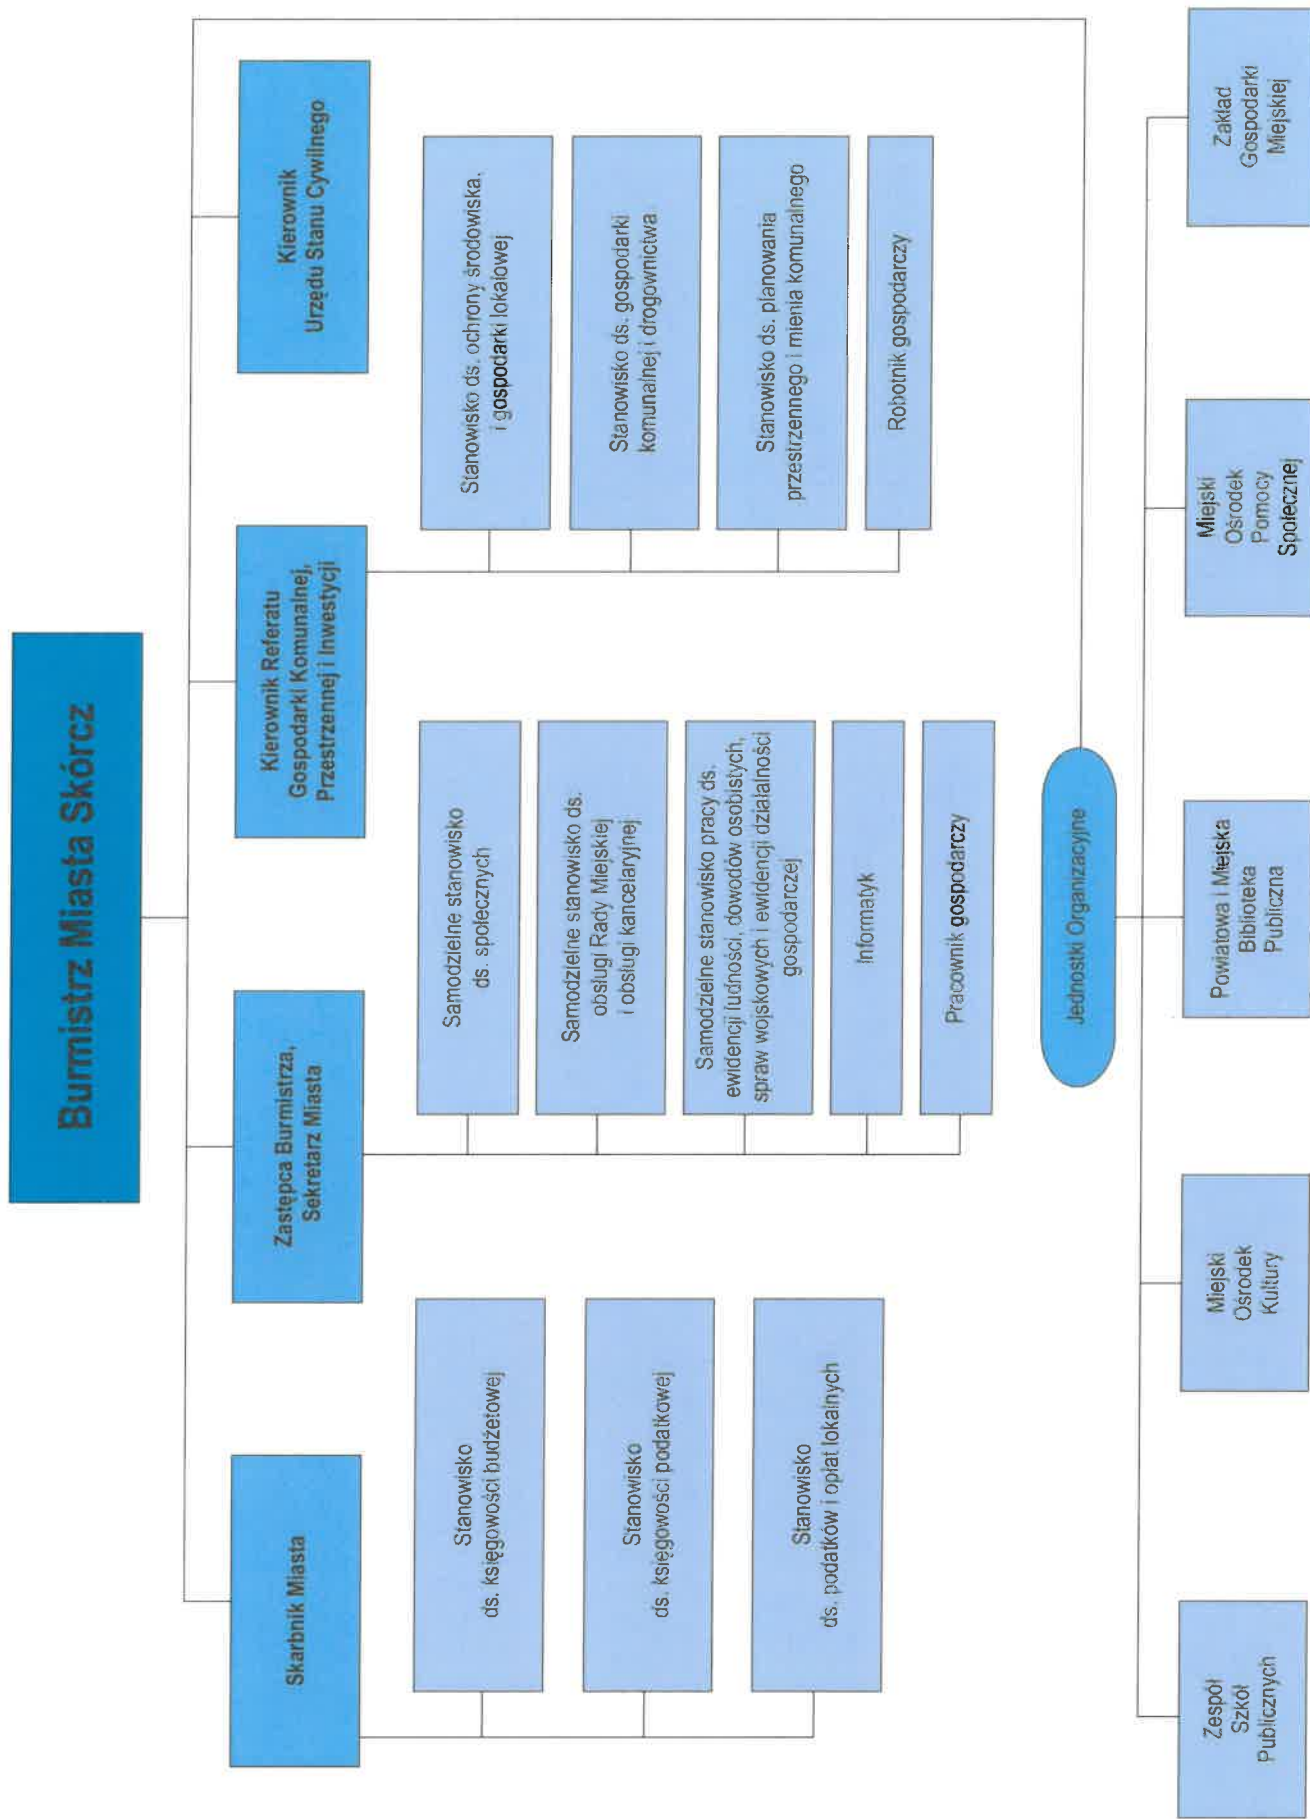 Burmistrz Miasta Skórcz
Skarbnik Miasta
Zastępca Burmistrza,
Sekretarz Miasta
Kierownik Referatu
Gospodarki Komunalnej,
Przestrzennej i Inwestycji
Kierownik
Urzędu Stanu Cywilnego
Stanowisko
ds. księgowości budżetowej
Stanowisko
ds. księgowości podatkowej
Stanowisko
ds. podatków i opłat lokalnych
Samodzielne stanowisko
ds. społecznych
Samodzielne stanowisko ds.
obsługi Rady Miejskiej
i obsługi kancelaryjnej
Samodzielne stanowisko pracy ds.
ewidencji ludności, dowodów osobistych,
spraw wojskowych i ewidencji działalności
gospodarczej
Informatyk
Pracownik gospodarczy
Stanowisko ds. ochrony środowiska,
i gospodarki lokalowej
Stanowisko ds. gospodarki
komunalnej i drogownictwa
Stanowisko ds. planowania
przestrzennego i mienia komunalnego
Robotnik gospodarczy
Jednostki Organizacyjne
Zespół
Szkół
Publicznych
Miejski
Ośrodek
Kultury
Powiatowa i Miejska
Biblioteka
Publiczna
Miejski
Ośrodek
Pomocy
Społecznej
Zakład
Gospodarki
Miejskiej